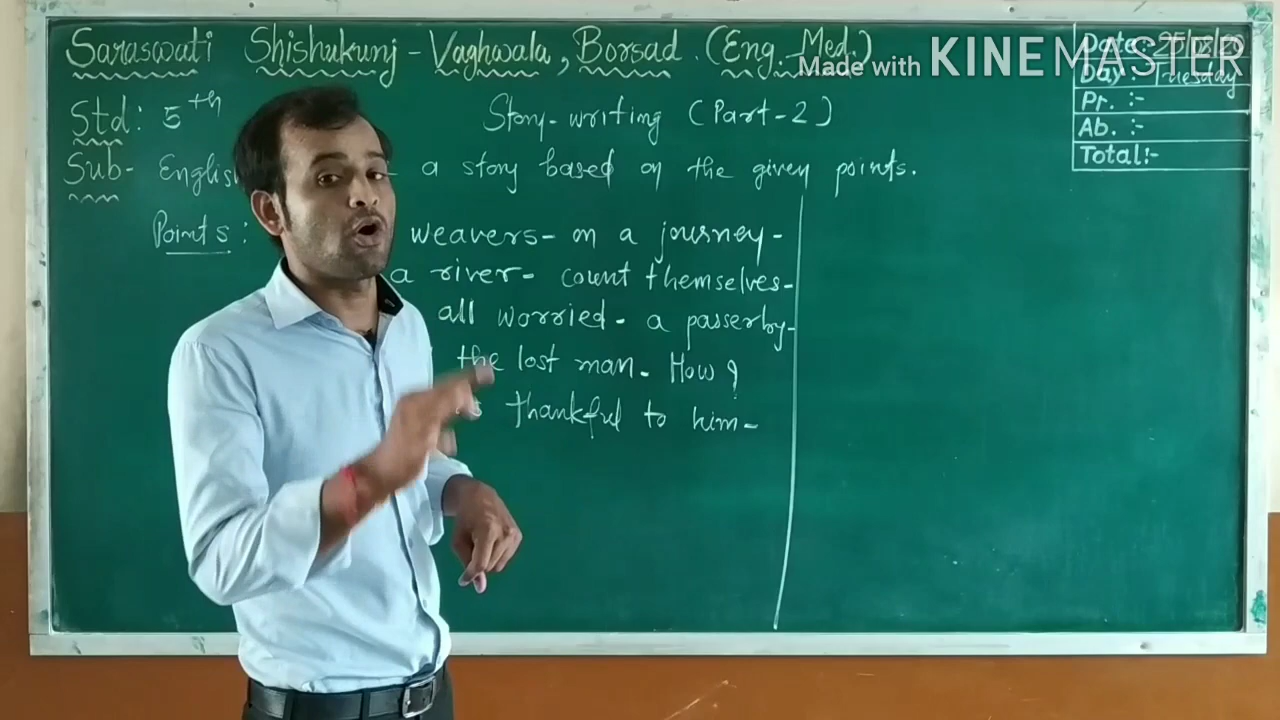 Saraswati Shishukunj - Vaghwala, Borsad. (Eng. Med.)
Made with KINEMASTER
Date:
Day:- Tuesday
Pr. :-
Ab. :-
Total:-
Std: 5th
Story-writing (Part-2)
Sub- a story based on the given points.
Points:
weavers- on a journey-
a river- count themselves-
all worried- a passerby-
the lost man- How?
thankful to him-